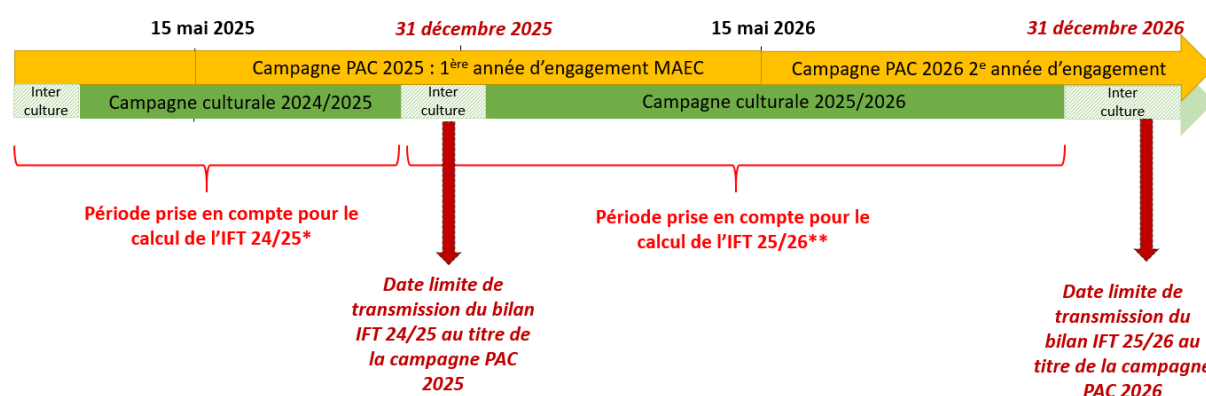 15 mai 2025
31 décembre 2025
15 mai 2026
31 décembre 2026
Campagne PAC 2025 : 1ère année d’engagement MAEC
Campagne PAC 2026 2e année d’engagement
Inter
culture
Campagne culturale 2024/2025
Inter
culture
Campagne culturale 2025/2026
Inter
culture
Période prise en compte pour le
calcul de l’IFT 24/25*
Période prise en compte pour le
calcul de l’IFT 25/26**
Date limite de
transmission du bilan
IFT 24/25 au titre de
la campagne PAC
2025
Date limite de
transmission du
bilan IFT 25/26 au
titre de la campagne
PAC 2026